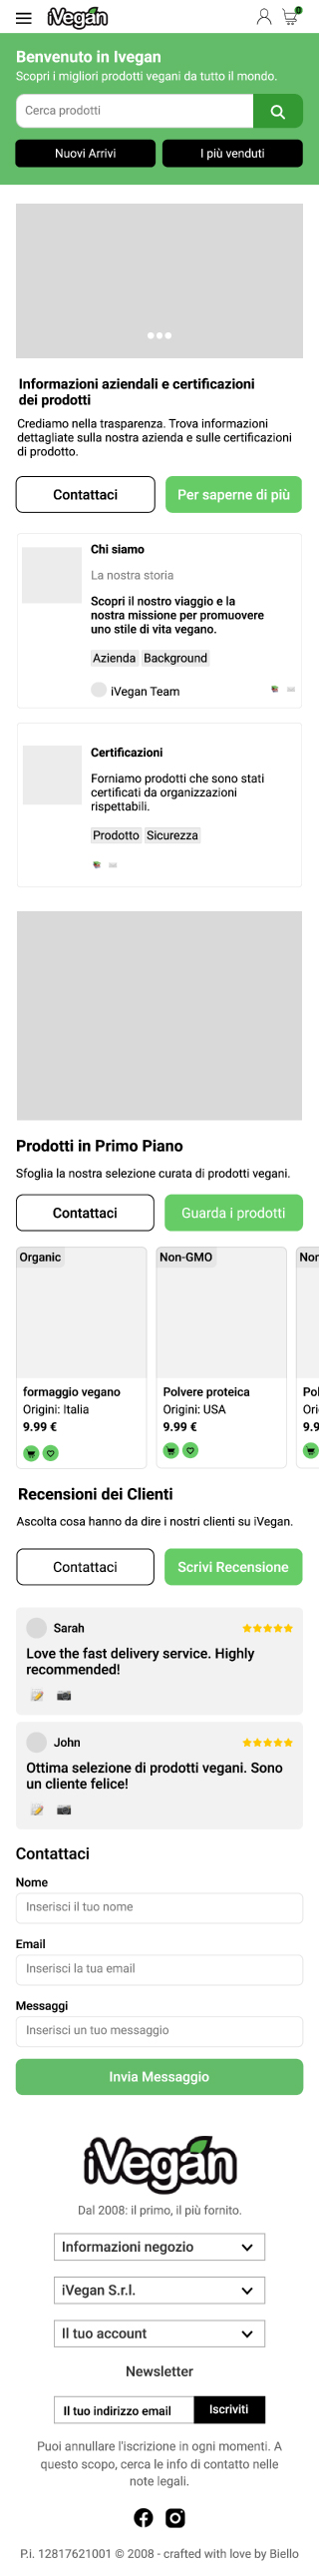 iVegan
0
Benvenuto in Ivegan
Scopri i migliori prodotti vegani da tutto il mondo.
Cerca prodotti
Nuovi Arrivi
I più venduti
Informazioni aziendali e certificazioni
dei prodotti
Crediamo nella trasparenza. Trova informazioni
dettagliate sulla nostra azienda e sulle certificazioni
di prodotto.
Contattaci
Per saperne di più
Chi siamo
La nostra storia
Scopri il nostro viaggio e la
nostra missione per promuovere
uno stile di vita vegano.
Azienda Background
iVegan Team
Certificazioni
Forniamo prodotti che sono stati
certificati da organizzazioni
rispettabili.
Prodotto Sicurezza
Prodotti in Primo Piano
Sfoglia la nostra selezione curata di prodotti vegani.
Contattaci
Guarda i prodotti
Organic
formaggio vegano
Origini: Italia
9.99 €
Non-GMO
Polvere proteica
Origini: USA
9.99 €
Non
Pol
Ori
9.9
Recensioni dei Clienti
Ascolta cosa hanno da dire i nostri clienti su iVegan.
Contattaci
Scrivi Recensione
Sarah
Love the fast delivery service. Highly
recommended!
John
Ottima selezione di prodotti vegani. Sono
un cliente felice!
Contattaci
Nome
Inserisci il tuo nome
Email
Inserisci la tua email
Messaggi
Inserisci un tuo messaggio
Invia Messaggio
iVegan
Dal 2008: il primo, il più fornito.
Informazioni negozio
iVegan S.r.l.
Il tuo account
Newsletter
Il tuo indirizzo email
Iscriviti
Puoi annullare l'iscrizione in ogni momenti. A
questo scopo, cerca le info di contatto nelle
note legali.
P.i. 12817621001 © 2008 - crafted with love by Biello